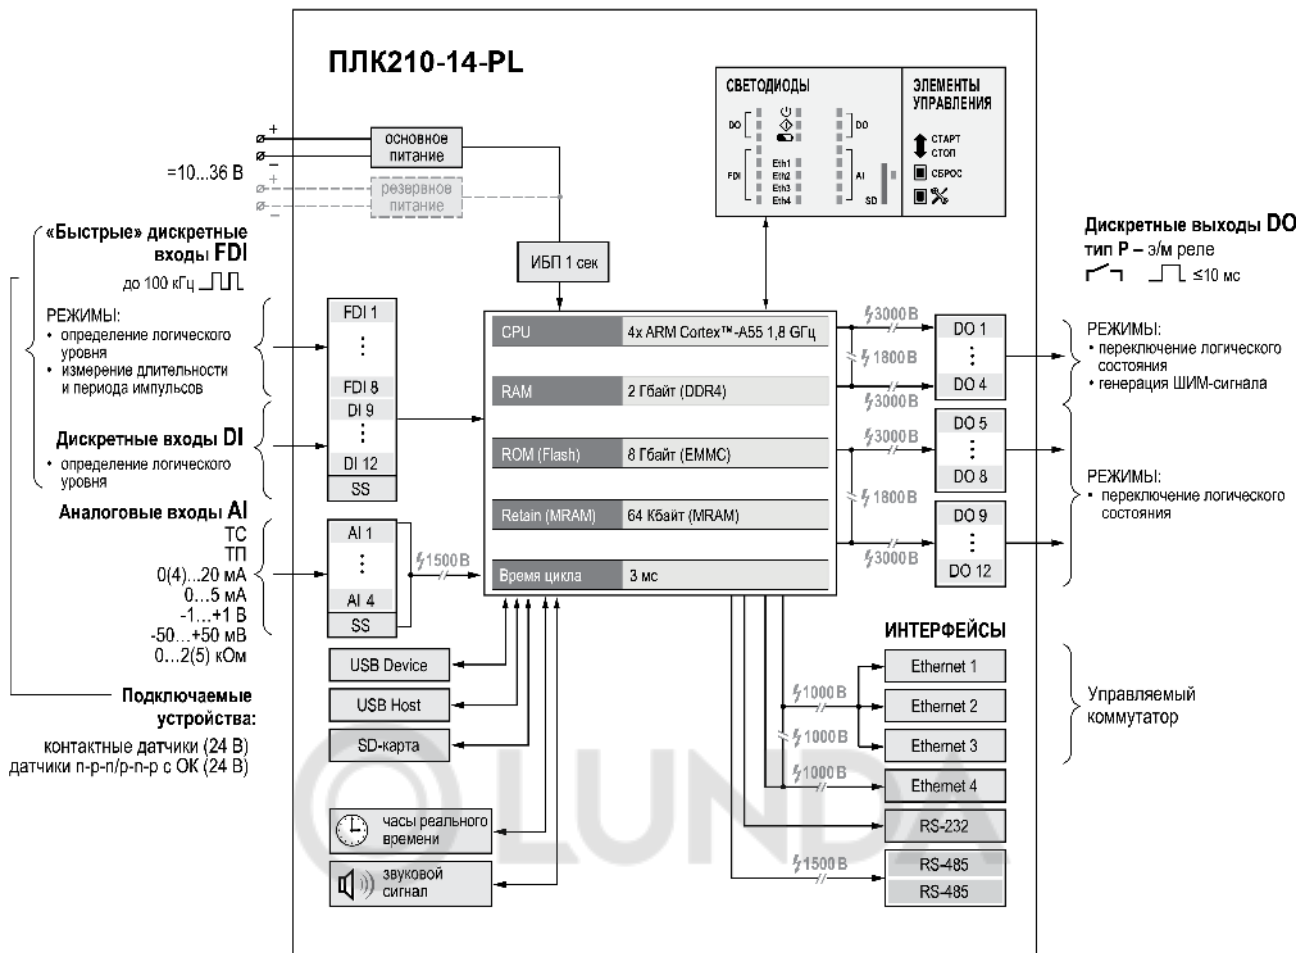 ПЛК210-14-PL
СВЕТОДИОДЫ
DO
DO
FDI
Eth1
Eth2
Eth3
Eth4
AI
SD
ЭЛЕМЕНТЫ
УПРАВЛЕНИЯ
СТАРТ
СТОП
СБРОС
+
−
=10...36 В
+
−
основное
питание
резервное
питание
ИБП 1 сек
«Быстрые» дискретные
входы FDI
до 100 кГц
РЕЖИМЫ:
• определение логического
уровня
• измерение длительности
и периода импульсов
Дискретные входы DI
• определение логического
уровня
Аналоговые входы AI
ТС
ТП
0(4)...20 мА
0...5 мА
-1...+1 В
-50...+50 мВ
0...2(5) кОм
Подключаемые
устройства:
контактные датчики (24 В)
датчики n-p-n/p-n-p с ОК (24 В)
FDI 1
FDI 8
DI 9
DI 12
SS
AI 1
AI 4
SS
1500 В
USB Device
USB Host
SD-карта
часы реального
времени
звуковой
сигнал
CPU
4x ARM Cortex™-A55 1,8 ГГц
RAM
2 Гбайт (DDR4)
ROM (Flash)
8 Гбайт (EMMC)
Retain (MRAM)
64 Кбайт (MRAM)
Время цикла
3 мс
3000 В
1800 В
3000 В
3000 В
1800 В
3000 В
DO 1
DO 4
DO 5
DO 8
DO 9
DO 12
Дискретные выходы DO
тип Р – э/м реле
≤10 мс
РЕЖИМЫ:
• переключение логического
состояния
• генерация ШИМ-сигнала
РЕЖИМЫ:
• переключение логического
состояния
ИНТЕРФЕЙСЫ
1000 В
1000 В
1000 В
1500 В
Ethernet 1
Ethernet 2
Ethernet 3
Ethernet 4
RS-232
RS-485
RS-485
Управляемый
коммутатор
LUNDA